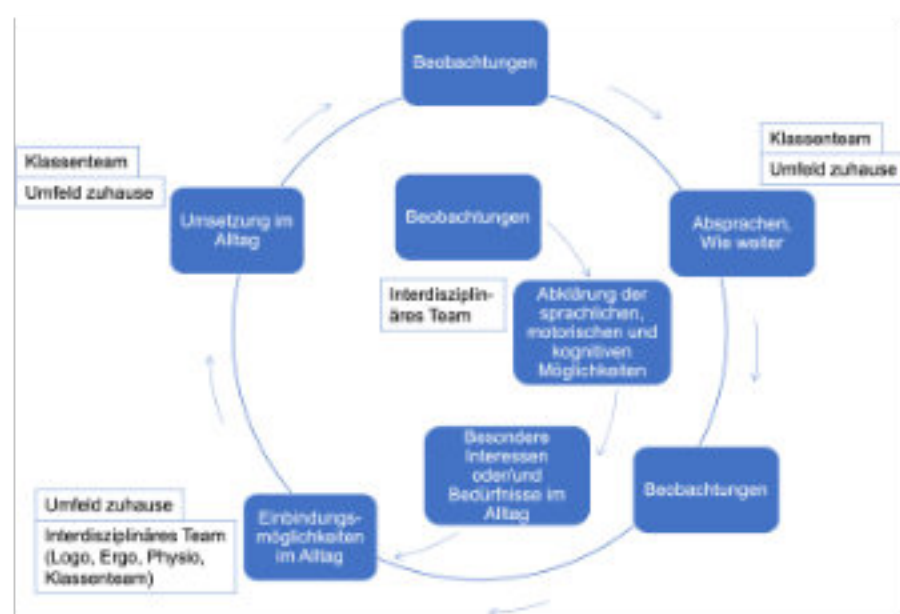 Beobachtungen
Klassenteam
Umfeld zuhause
Klassenteam
Umfeld zuhause
Umsetzung im
Alltag
Beobachtungen
Absprachen,
Wie weiter
Interdisziplin-
äres Team
Abklärung der
sprachlichen,
motorischen und
kognitiven
Möglichkeiten
Besondere
Interessen
oder/und
Bedürfnisse im
Alltag
Beobachtungen
Umfeld zuhause
Interdisziplinäres Team
(Logo, Ergo, Physio,
Klassenteam)
Einbindungs-
möglichkeiten
im Alltag